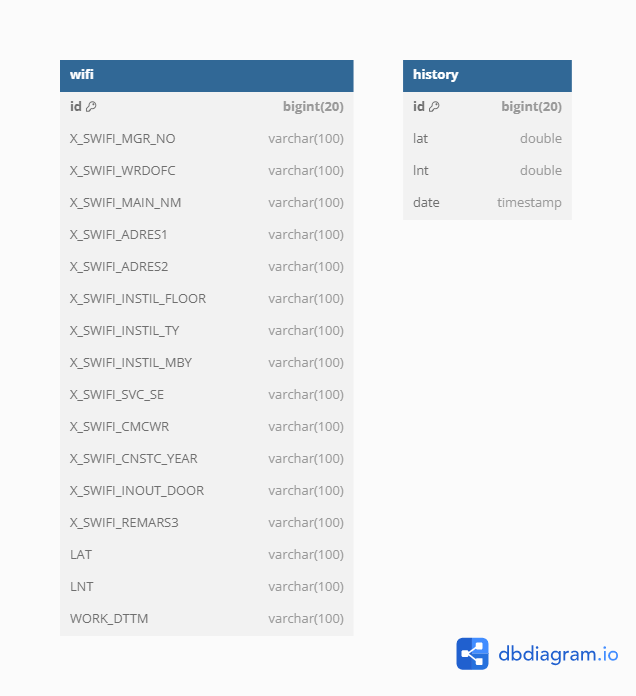 wifi
id bigint(20)
X_SWIFI_MGR_NO varchar(100)
X_SWIFI_WRDOFC varchar(100)
X_SWIFI_MAIN_NM varchar(100)
X_SWIFI_ADRES1 varchar(100)
X_SWIFI_ADRES2 varchar(100)
X_SWIFI_INSTIL_FLOOR varchar(100)
X_SWIFI_INSTIL_TY varchar(100)
X_SWIFI_INSTIL_MBY varchar(100)
X_SWIFI_SVC_SE varchar(100)
X_SWIFI_CMCWR varchar(100)
X_SWIFI_CNSTC_YEAR varchar(100)
X_SWIFI_INOUT_DOOR varchar(100)
X_SWIFI_REMARS3 varchar(100)
LAT varchar(100)
LNT varchar(100)
WORK_DTTM varchar(100)
history
id bigint(20)
lat double
lnt double
date timestamp
dbdiagram.io